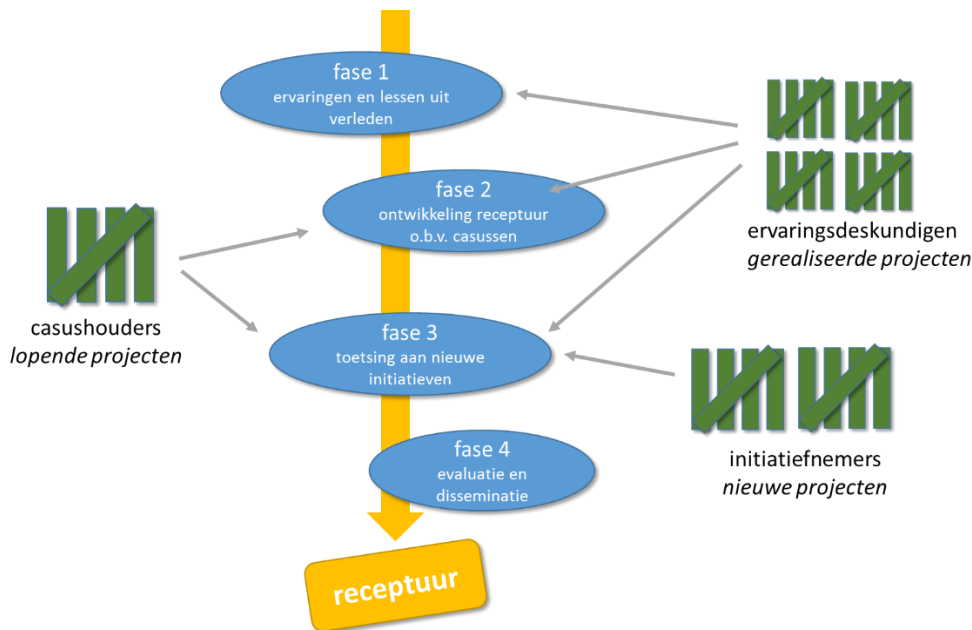 fase 1
ervaringen en lessen uit
verleden
fase 2
ontwikkeling receptuur
o.b.v. casussen
ervaringsdeskundigen
gerealiseerde projecten
casushouders
lopende projecten
fase 3
toetsing aan nieuwe
initiatieven
fase 4
evaluatie en
disseminatie
initiatiefnemers
nieuwe projecten
receptuur